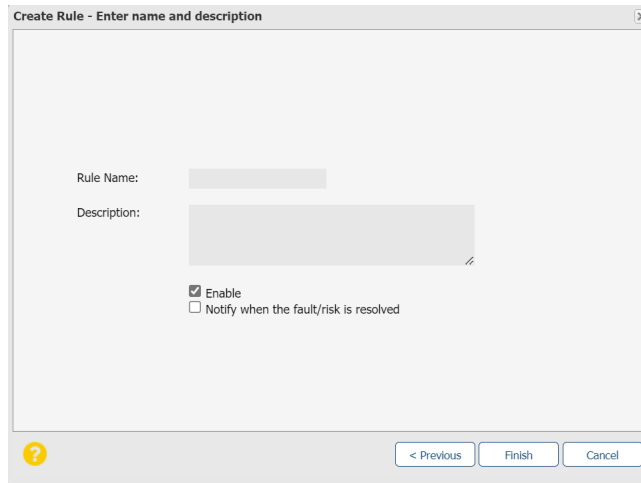 Create Rule - Enter name and description
Rule Name:
Description:
Enable
Notify when the fault/risk is resolved
?
< Previous Finish Cancel